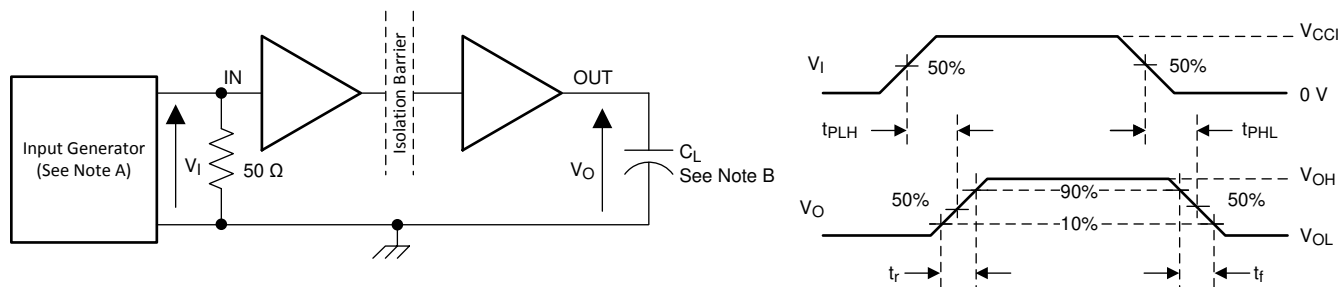 Input Generator
(See Note A)
V_I
IN
50 Ω
Isolation Barrier
OUT
V_O
C_L
See Note B
V_I
50%
50%
V_CCI
0 V
t_PLH
t_PHL
V_O
50%
90%
10%
50%
V_OH
V_OL
t_r
t_f